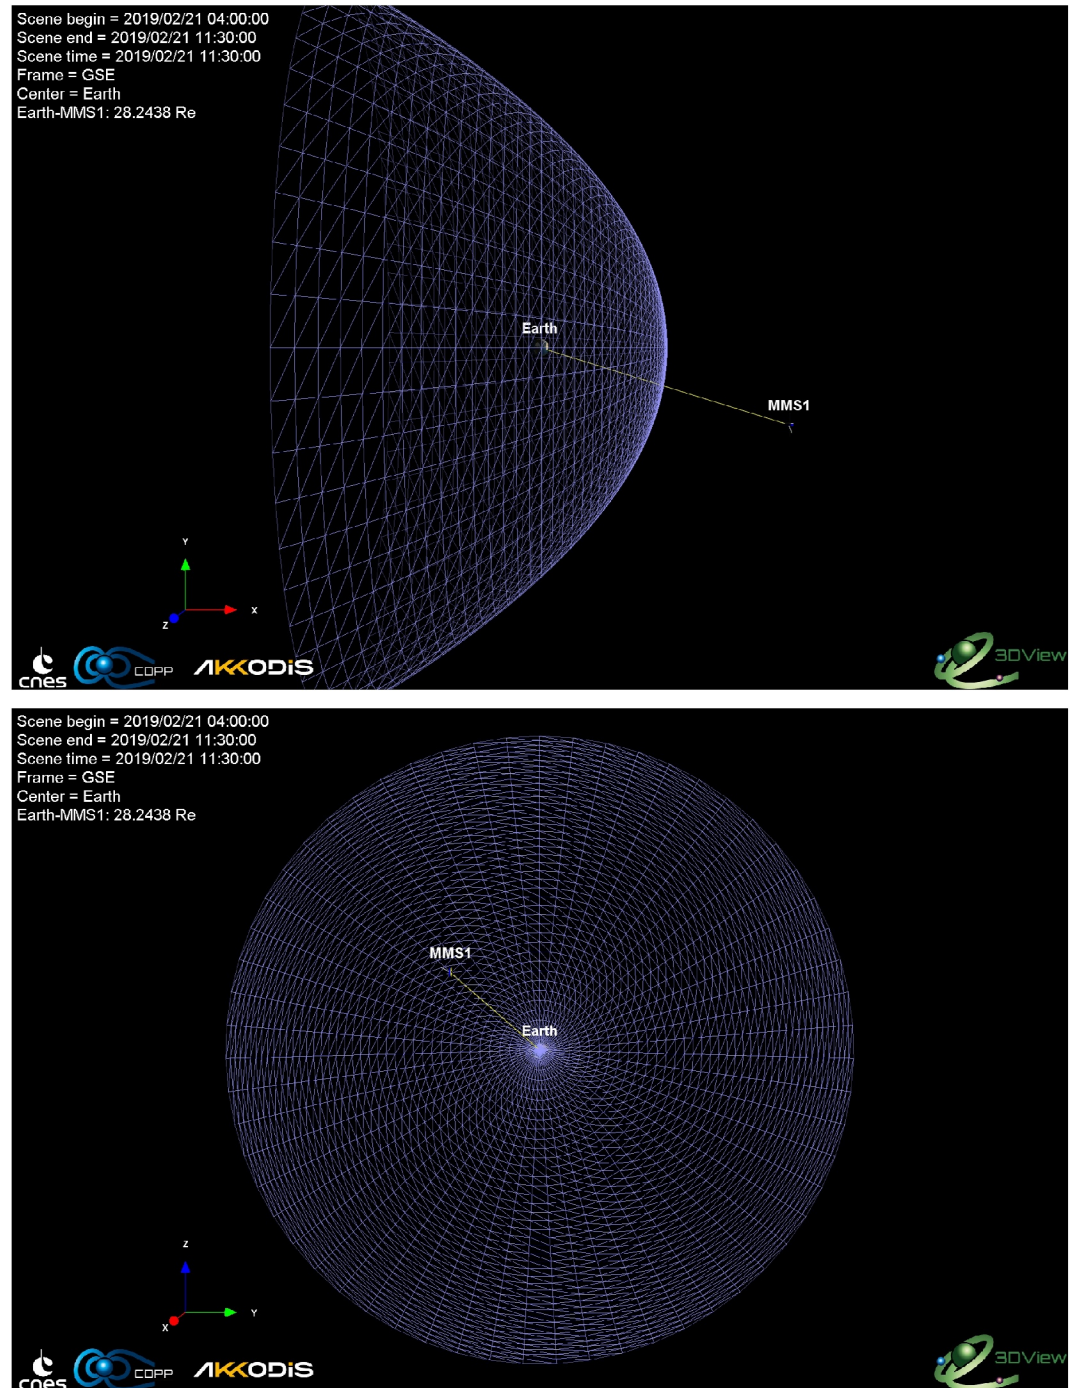 Scene begin = 2019/02/21 04:00:00
Scene end = 2019/02/21 11:30:00
Scene time = 2019/02/21 11:30:00
Frame = GSE
Center = Earth
Earth-MMS1: 28.2438 Re
Earth
MMS1
Y
X
Z
cnes
CDPP
AKKODIS
3DView
Scene begin = 2019/02/21 04:00:00
Scene end = 2019/02/21 11:30:00
Scene time = 2019/02/21 11:30:00
Frame = GSE
Center = Earth
Earth-MMS1: 28.2438 Re
MMS1
Earth
Z
Y
X
cnes
CDPP
AKKODIS
3DView